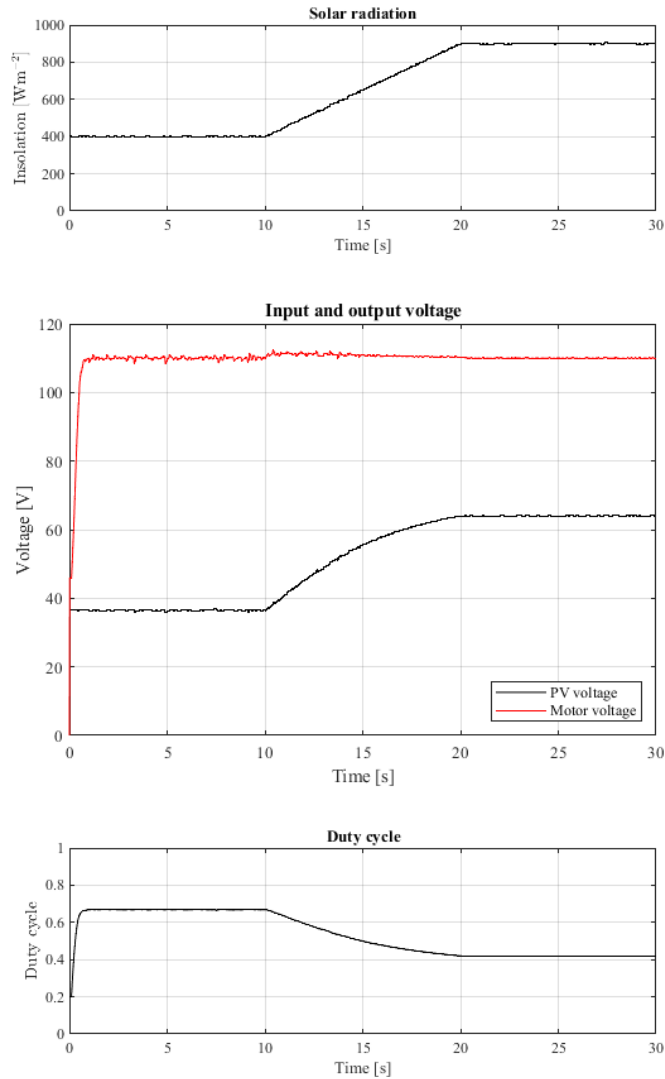 Solar radiation
1000
800
600
400
200
0
Insolation [Wm⁻²]
0 5 10 15 20 25 30
Time [s]
Input and output voltage
120
100
80
60
40
20
0
Voltage [V]
PV voltage
Motor voltage
0 5 10 15 20 25 30
Time [s]
Duty cycle
1
0.8
0.6
0.4
0.2
0
Duty cycle
0 5 10 15 20 25 30
Time [s]